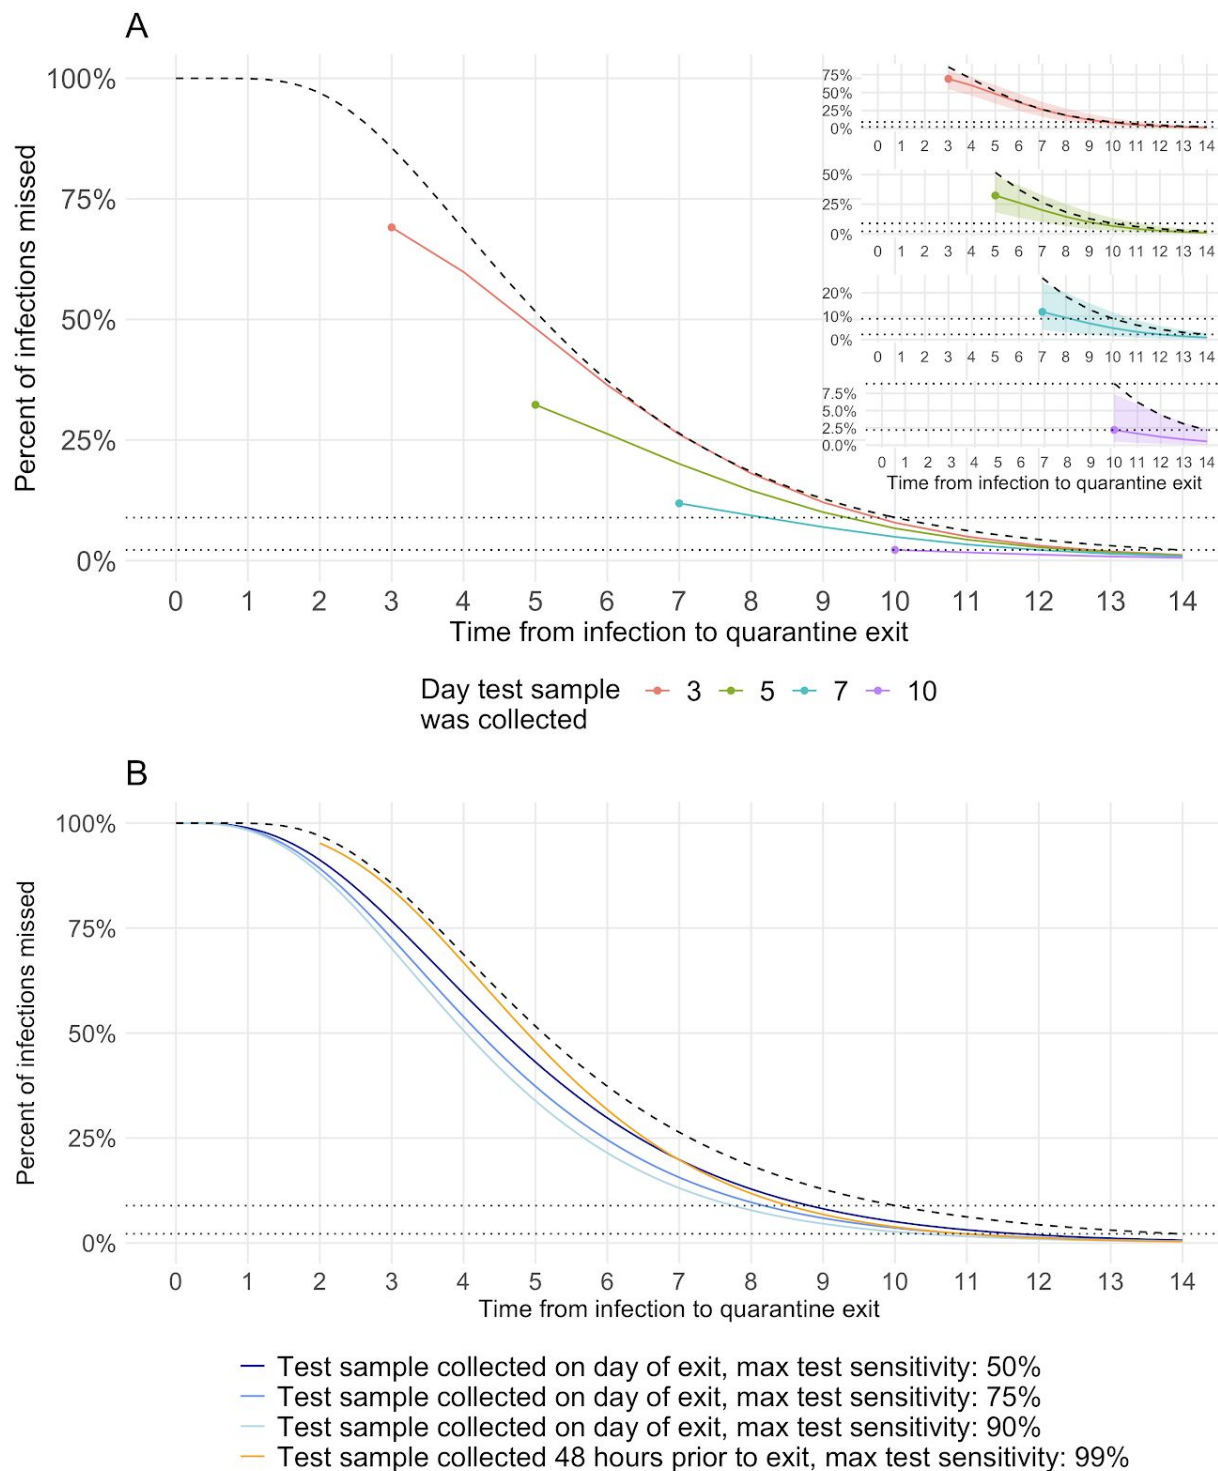 A
100%
75%
50%
25%
0%
Percent of infections missed
0 1 2 3 4 5 6 7 8 9 10 11 12 13 14
Time from infection to quarantine exit
75%
50%
25%
0%
0 1 2 3 4 5 6 7 8 9 10 11 12 13 14
50%
25%
0%
0 1 2 3 4 5 6 7 8 9 10 11 12 13 14
20%
10%
0%
0 1 2 3 4 5 6 7 8 9 10 11 12 13 14
7.5%
5.0%
2.5%
0.0%
0 1 2 3 4 5 6 7 8 9 10 11 12 13 14
Time from infection to quarantine exit
Day test sample
was collected
3 5 7 10
B
100%
75%
50%
25%
0%
Percent of infections missed
0 1 2 3 4 5 6 7 8 9 10 11 12 13 14
Time from infection to quarantine exit
Test sample collected on day of exit, max test sensitivity: 50%
Test sample collected on day of exit, max test sensitivity: 75%
Test sample collected on day of exit, max test sensitivity: 90%
Test sample collected 48 hours prior to exit, max test sensitivity: 99%